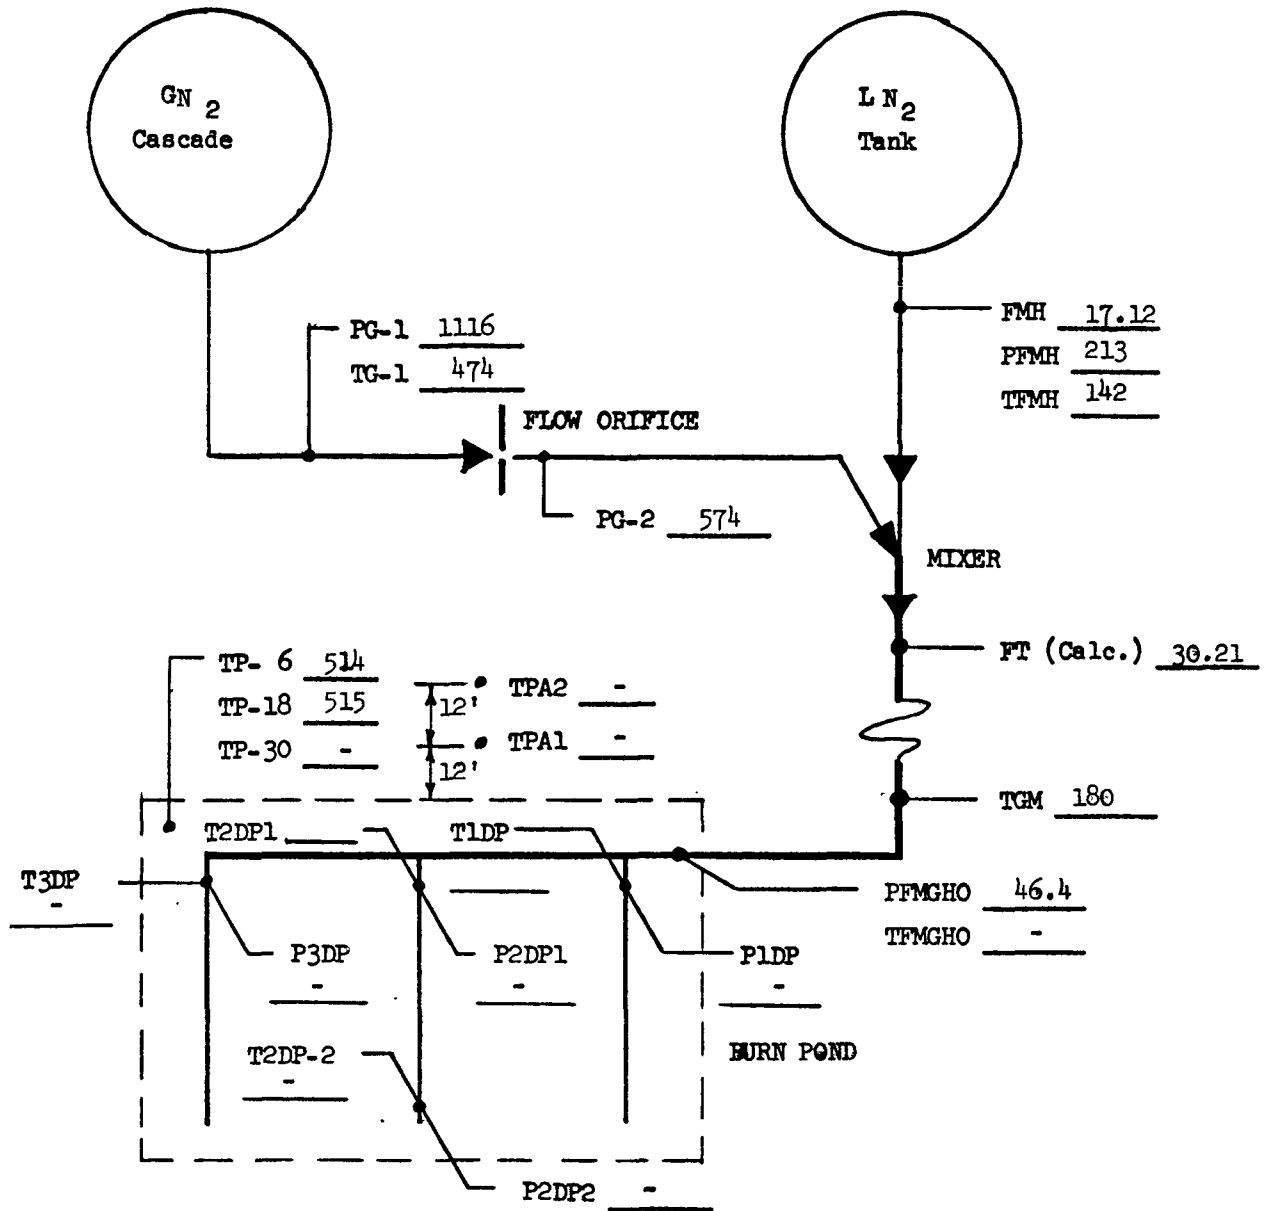 GN 2
Cascade
LN2
Tank
PG-1 1116
TG-1 474
FMH 17.12
PFMH 213
TFMH 142
FLOW ORIFICE
PG-2 574
MIXER
FT (Calc.) 30.21
TP- 6 514
TP-18 515
TP-30 -
TPA2 -
12'
TPA1 -
12'
TGM 180
T2DP1
T1DP
T3DP
-
PFMGHO 46.4
TFMGHO -
P3DP
-
P2DP1
-
P1DP
-
T2DP-2
-
BURN POND
P2DP2 -